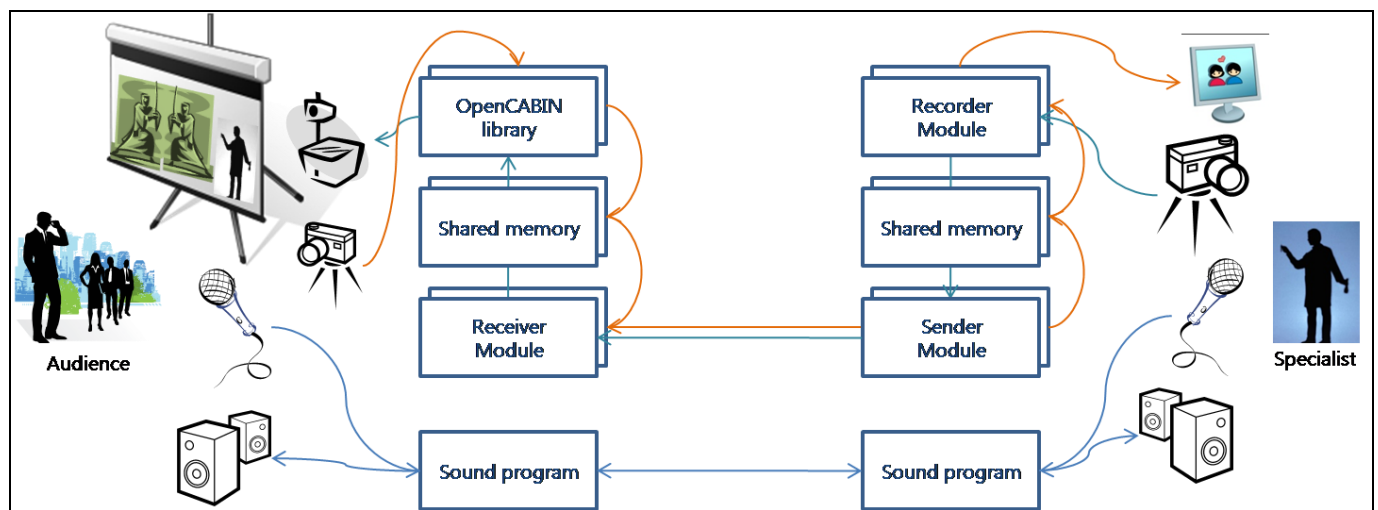 OpenCABIN
library
Recorder
Module
Shared memory
Shared memory
Receiver
Module
Sender
Module
Audience
Specialist
Sound program
Sound program